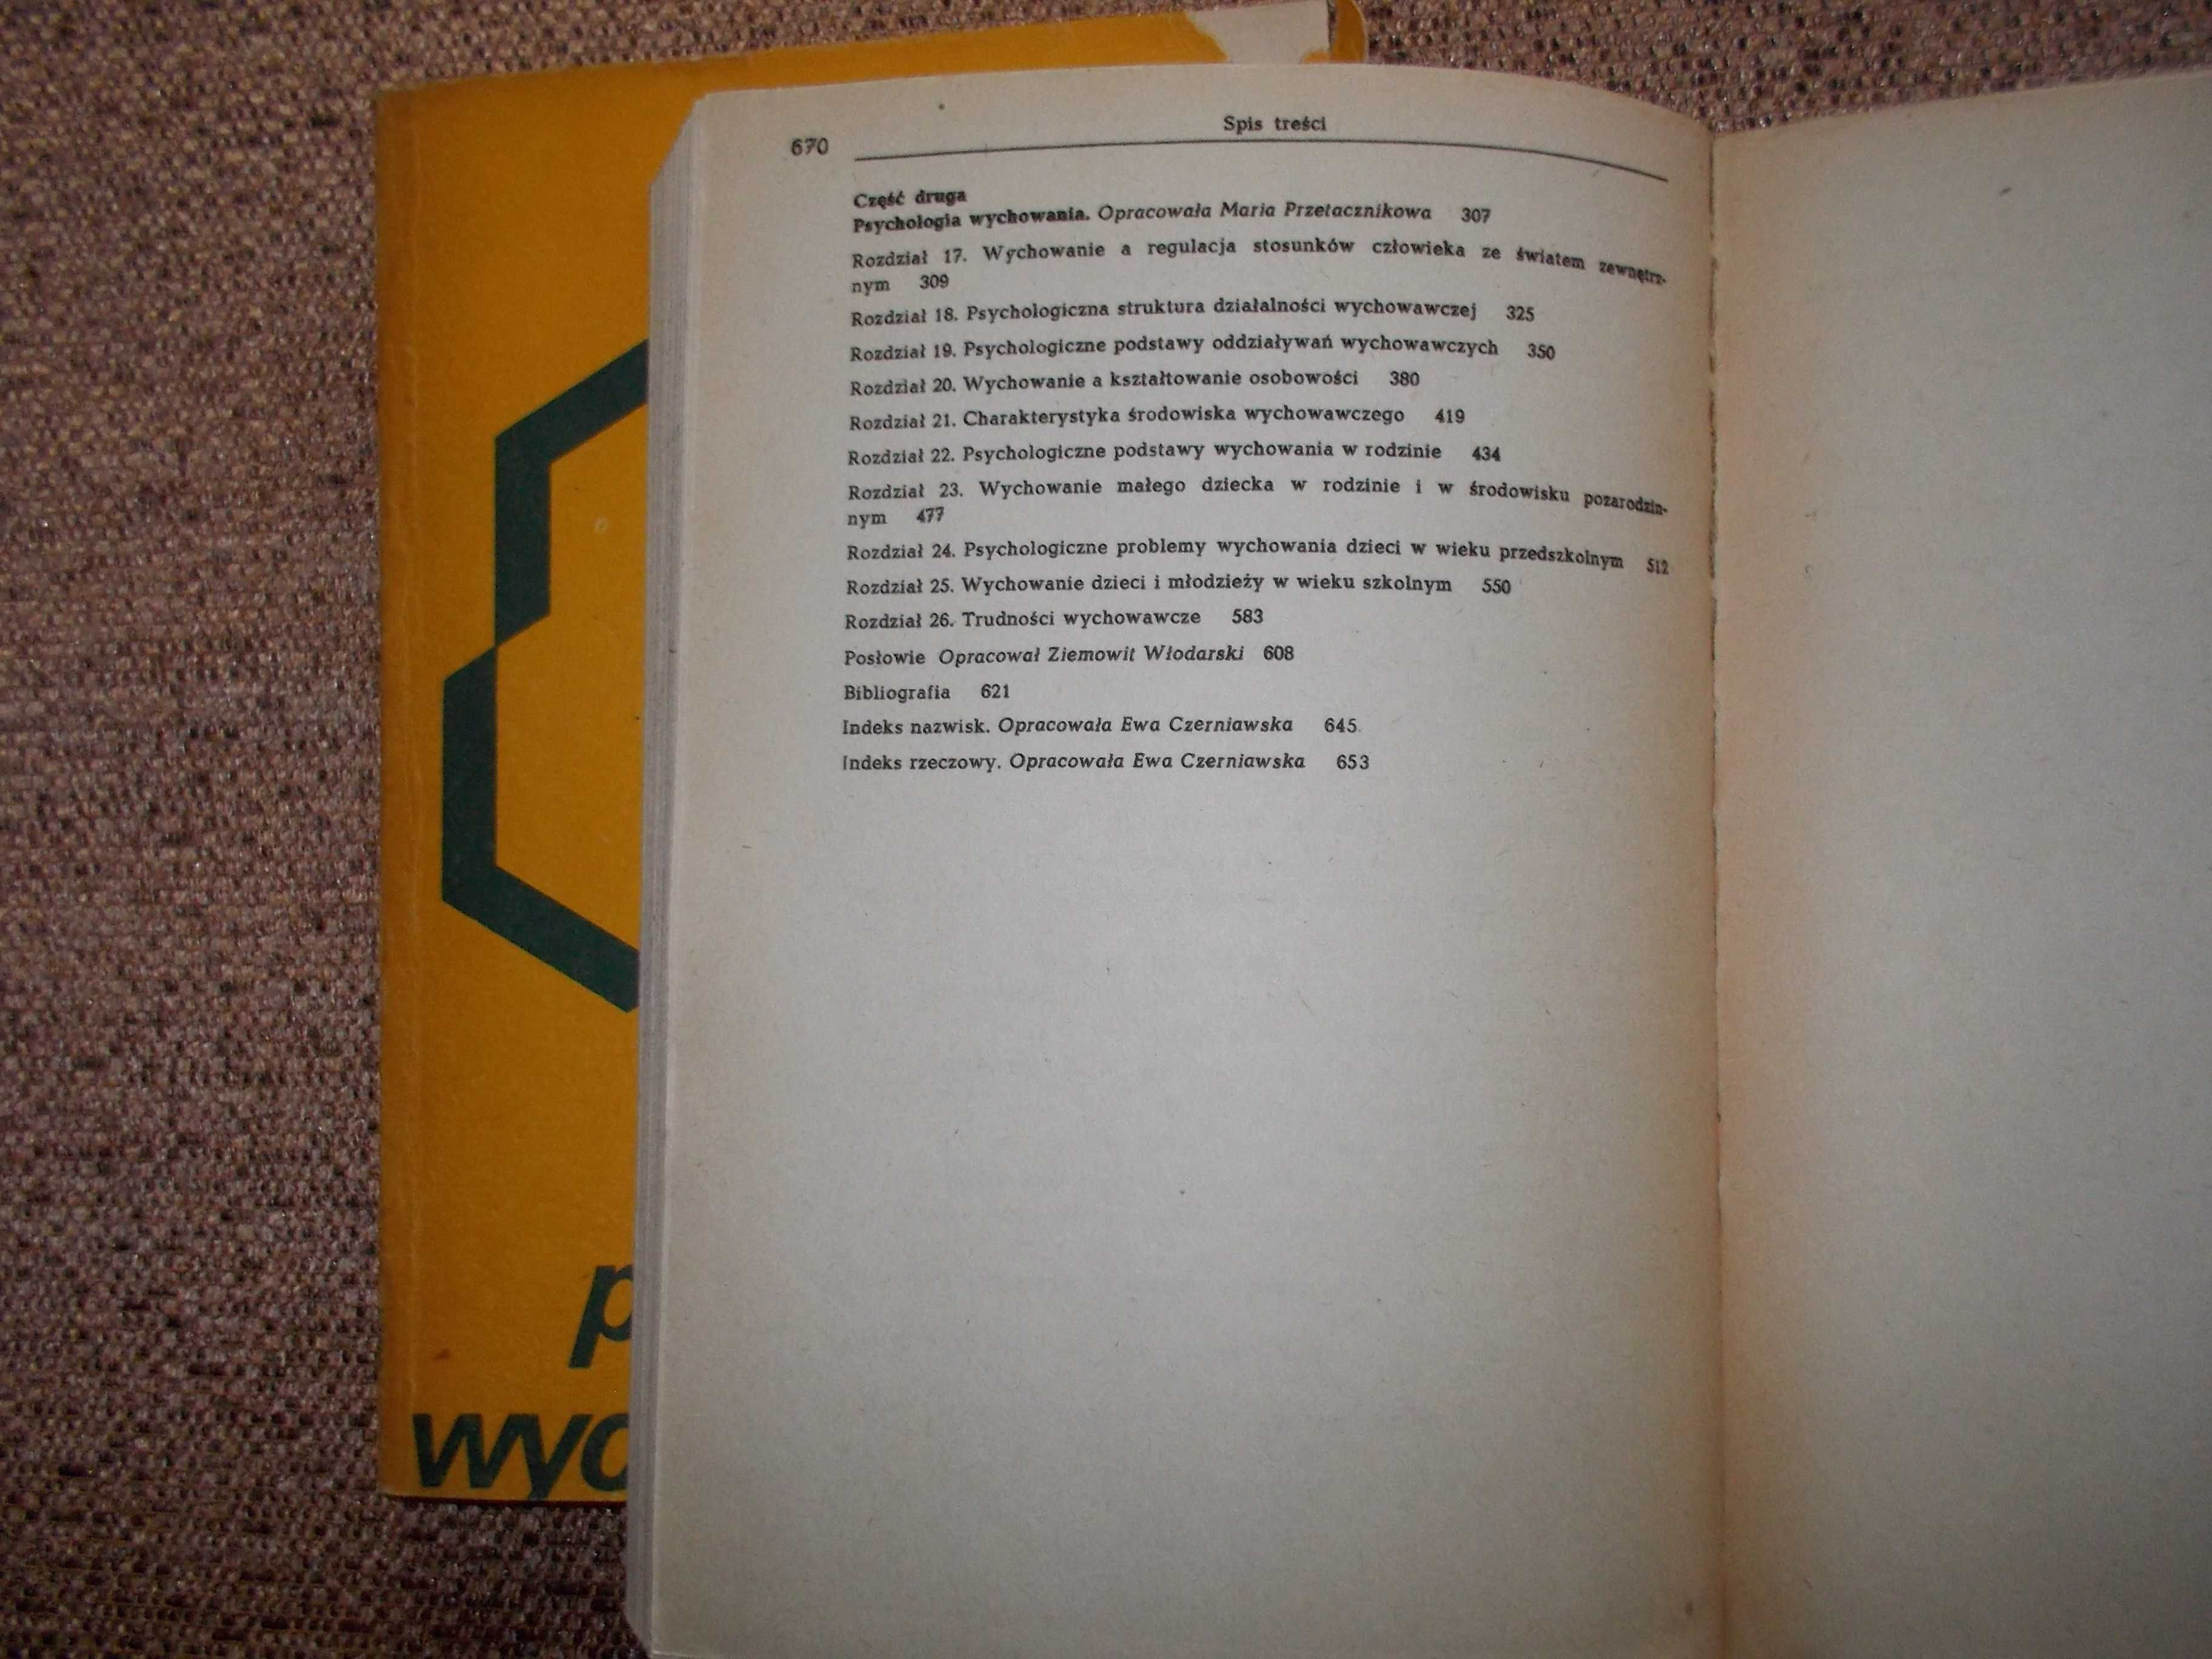 670
Spis treści
Część druga
Psychologia wychowania. Opracowała Maria Przetacznikowa 307
Rozdział 17. Wychowanie a regulacja stosunków człowieka ze światem zewnętrz-
nym 309
Rozdział 18. Psychologiczna struktura działalności wychowawczej 325
Rozdział 19. Psychologiczne podstawy oddziaływań wychowawczych 350
Rozdział 20. Wychowanie a kształtowanie osobowości 380
Rozdział 21. Charakterystyka środowiska wychowawczego 419
Rozdział 22. Psychologiczne podstawy wychowania w rodzinie 434
Rozdział 23. Wychowanie małego dziecka w rodzinie i w środowisku pozarodzin-
nym 477
Rozdział 24. Psychologiczne problemy wychowania dzieci w wieku przedszkolnym 512
Rozdział 25. Wychowanie dzieci i młodzieży w wieku szkolnym 550
Rozdział 26. Trudności wychowawcze 583
Posłowie Opracował Ziemowit Włodarski 608
Bibliografia 621
Indeks nazwisk. Opracowała Ewa Czerniawska 645
Indeks rzeczowy. Opracowała Ewa Czerniawska 653
p
wyc